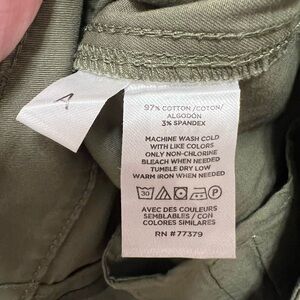 A
97% COTTON /COTON/
ALGODÓN
3% SPANDEX
MACHINE WASH COLD
WITH LIKE COLORS
ONLY NON-CHLORINE
BLEACH WHEN NEEDED
TUMBLE DRY LOW
WARM IRON WHEN NEEDED
30 P
AVEC DES COULEURS
SEMBLABLES / CON
COLORES SIMILARES
RN #77379